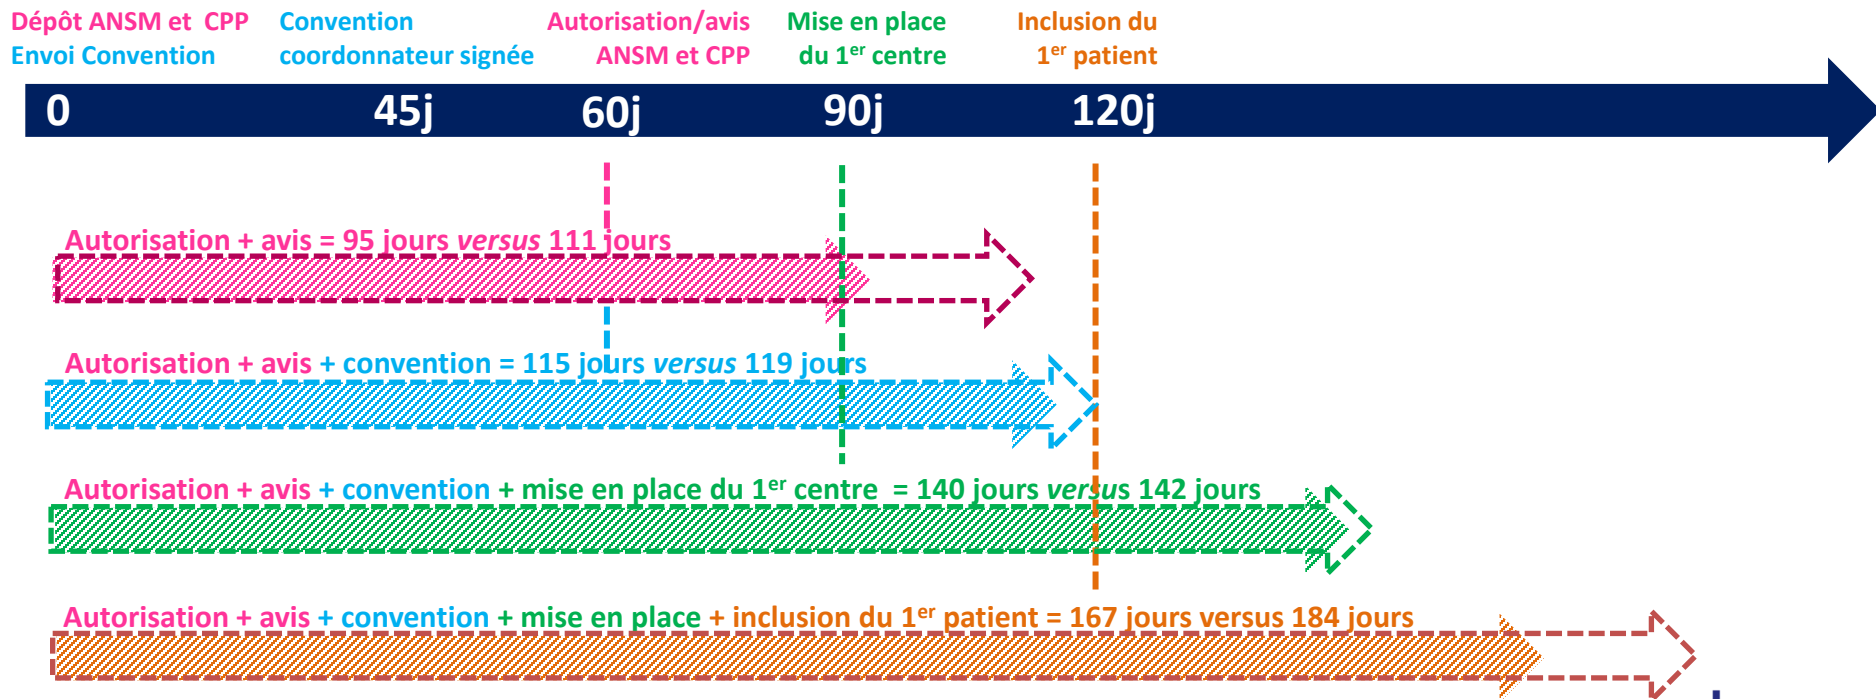 Dépôt ANSM et CPP
Envoi Convention
Convention
coordonnateur signée
Autorisation/avis
ANSM et CPP
Mise en place
du 1er centre
Inclusion du
1er patient
0 45j 60j 90j 120j
Autorisation + avis = 95 jours versus 111 jours
Autorisation + avis + convention = 115 jours versus 119 jours
Autorisation + avis + convention + mise en place du 1er centre = 140 jours versus 142 jours
Autorisation + avis + convention + mise en place + inclusion du 1er patient = 167 jours versus 184 jours